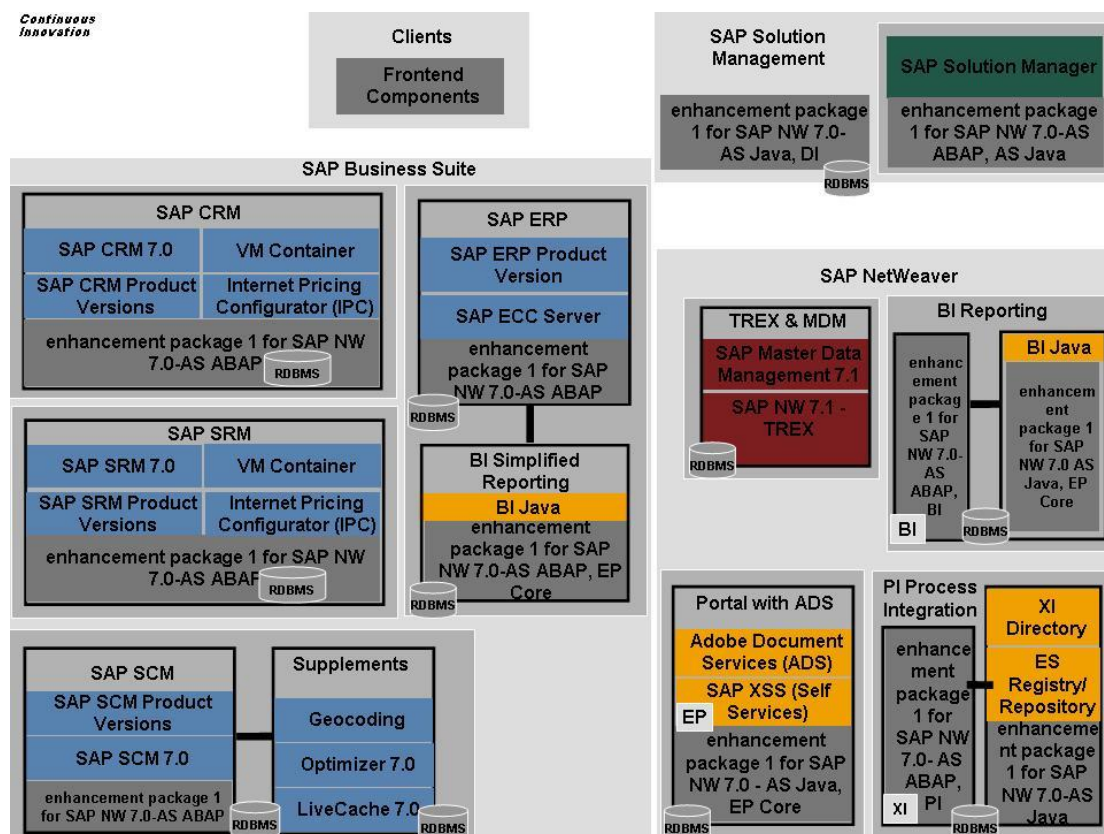 Continuous
Innovation
Clients
Frontend
Components
SAP Solution
Management
enhancement package
1 for SAP NW 7.0-
AS Java, DI
RDBMS
SAP Solution Manager
enhancement package
1 for SAP NW 7.0-AS
ABAP, AS Java
SAP Business Suite
SAP CRM
SAP CRM 7.0
VM Container
SAP CRM Product
Versions
Internet Pricing
Configurator (IPC)
enhancement package 1 for SAP NW
7.0-AS ABAP
RDBMS
SAP ERP
SAP ERP Product
Version
SAP ECC Server
enhancement
package 1 for SAP
NW 7.0-AS ABAP
RDBMS
SAP SRM
SAP SRM 7.0
VM Container
SAP SRM Product
Versions
Internet Pricing
Configurator (IPC)
enhancement package 1 for SAP NW
7.0-AS ABAP
RDBMS
BI Simplified
Reporting
BI Java
enhancement
package 1 for SAP
NW 7.0-AS ABAP, EP
Core
RDBMS
SAP SCM
SAP SCM Product
Versions
SAP SCM 7.0
enhancement package 1
for SAP NW 7.0-AS ABAP
RDBMS
Supplements
Geocoding
Optimizer 7.0
LiveCache 7.0
RDBMS
SAP NetWeaver
TREX & MDM
SAP Master Data
Management 7.1
SAP NW 7.1 -
TREX
RDBMS
BI Reporting
enhanc
ement
packag
e 1 for
SAP
NW 7.0-
AS
ABAP,
BI
BI
BI Java
enhancem
ent
package 1
for SAP
NW 7.0 AS
Java, EP
Core
RDBMS
Portal with ADS
Adobe Document
Services (ADS)
SAP XSS (Self
Services)
EP
enhancement
package 1 for SAP
NW 7.0 - AS Java,
EP Core
RDBMS
PI Process
Integration
enhance
ment
package
1 for
SAP NW
7.0- AS
ABAP,
PI
XI
XI
Directory
ES
Registry/
Repository
enhanceme
nt package
1 for SAP
NW 7.0-AS
Java
RDBMS